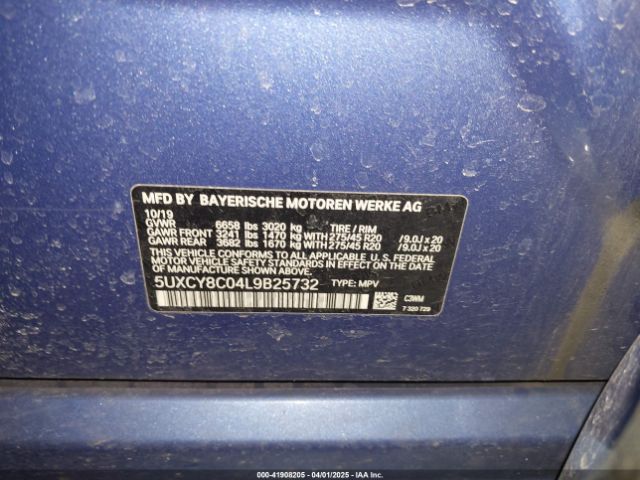 MFD BY BAYERISCHE MOTOREN WERKE AG
10/19
GVWR 6658 lbs 3020 kg TIRE / RIM
GAWR FRONT 3241 lbs 1470 kg WITH 275/45 R20 /9.0J x 20
GAWR REAR 3682 lbs 1670 kg WITH 275/45 R20 /9.0J x 20
THIS VEHICLE CONFORMS TO ALL APPLICABLE U.S. FEDERAL
MOTOR VEHICLE SAFETY STANDARDS IN EFFECT ON THE
DATE OF MANUFACTURE SHOWN ABOVE.
5UXCY8C04L9B25732 TYPE: MPV
C3WM
7 320 729
000-41908205 - 04/01/2025 - IAA Inc.